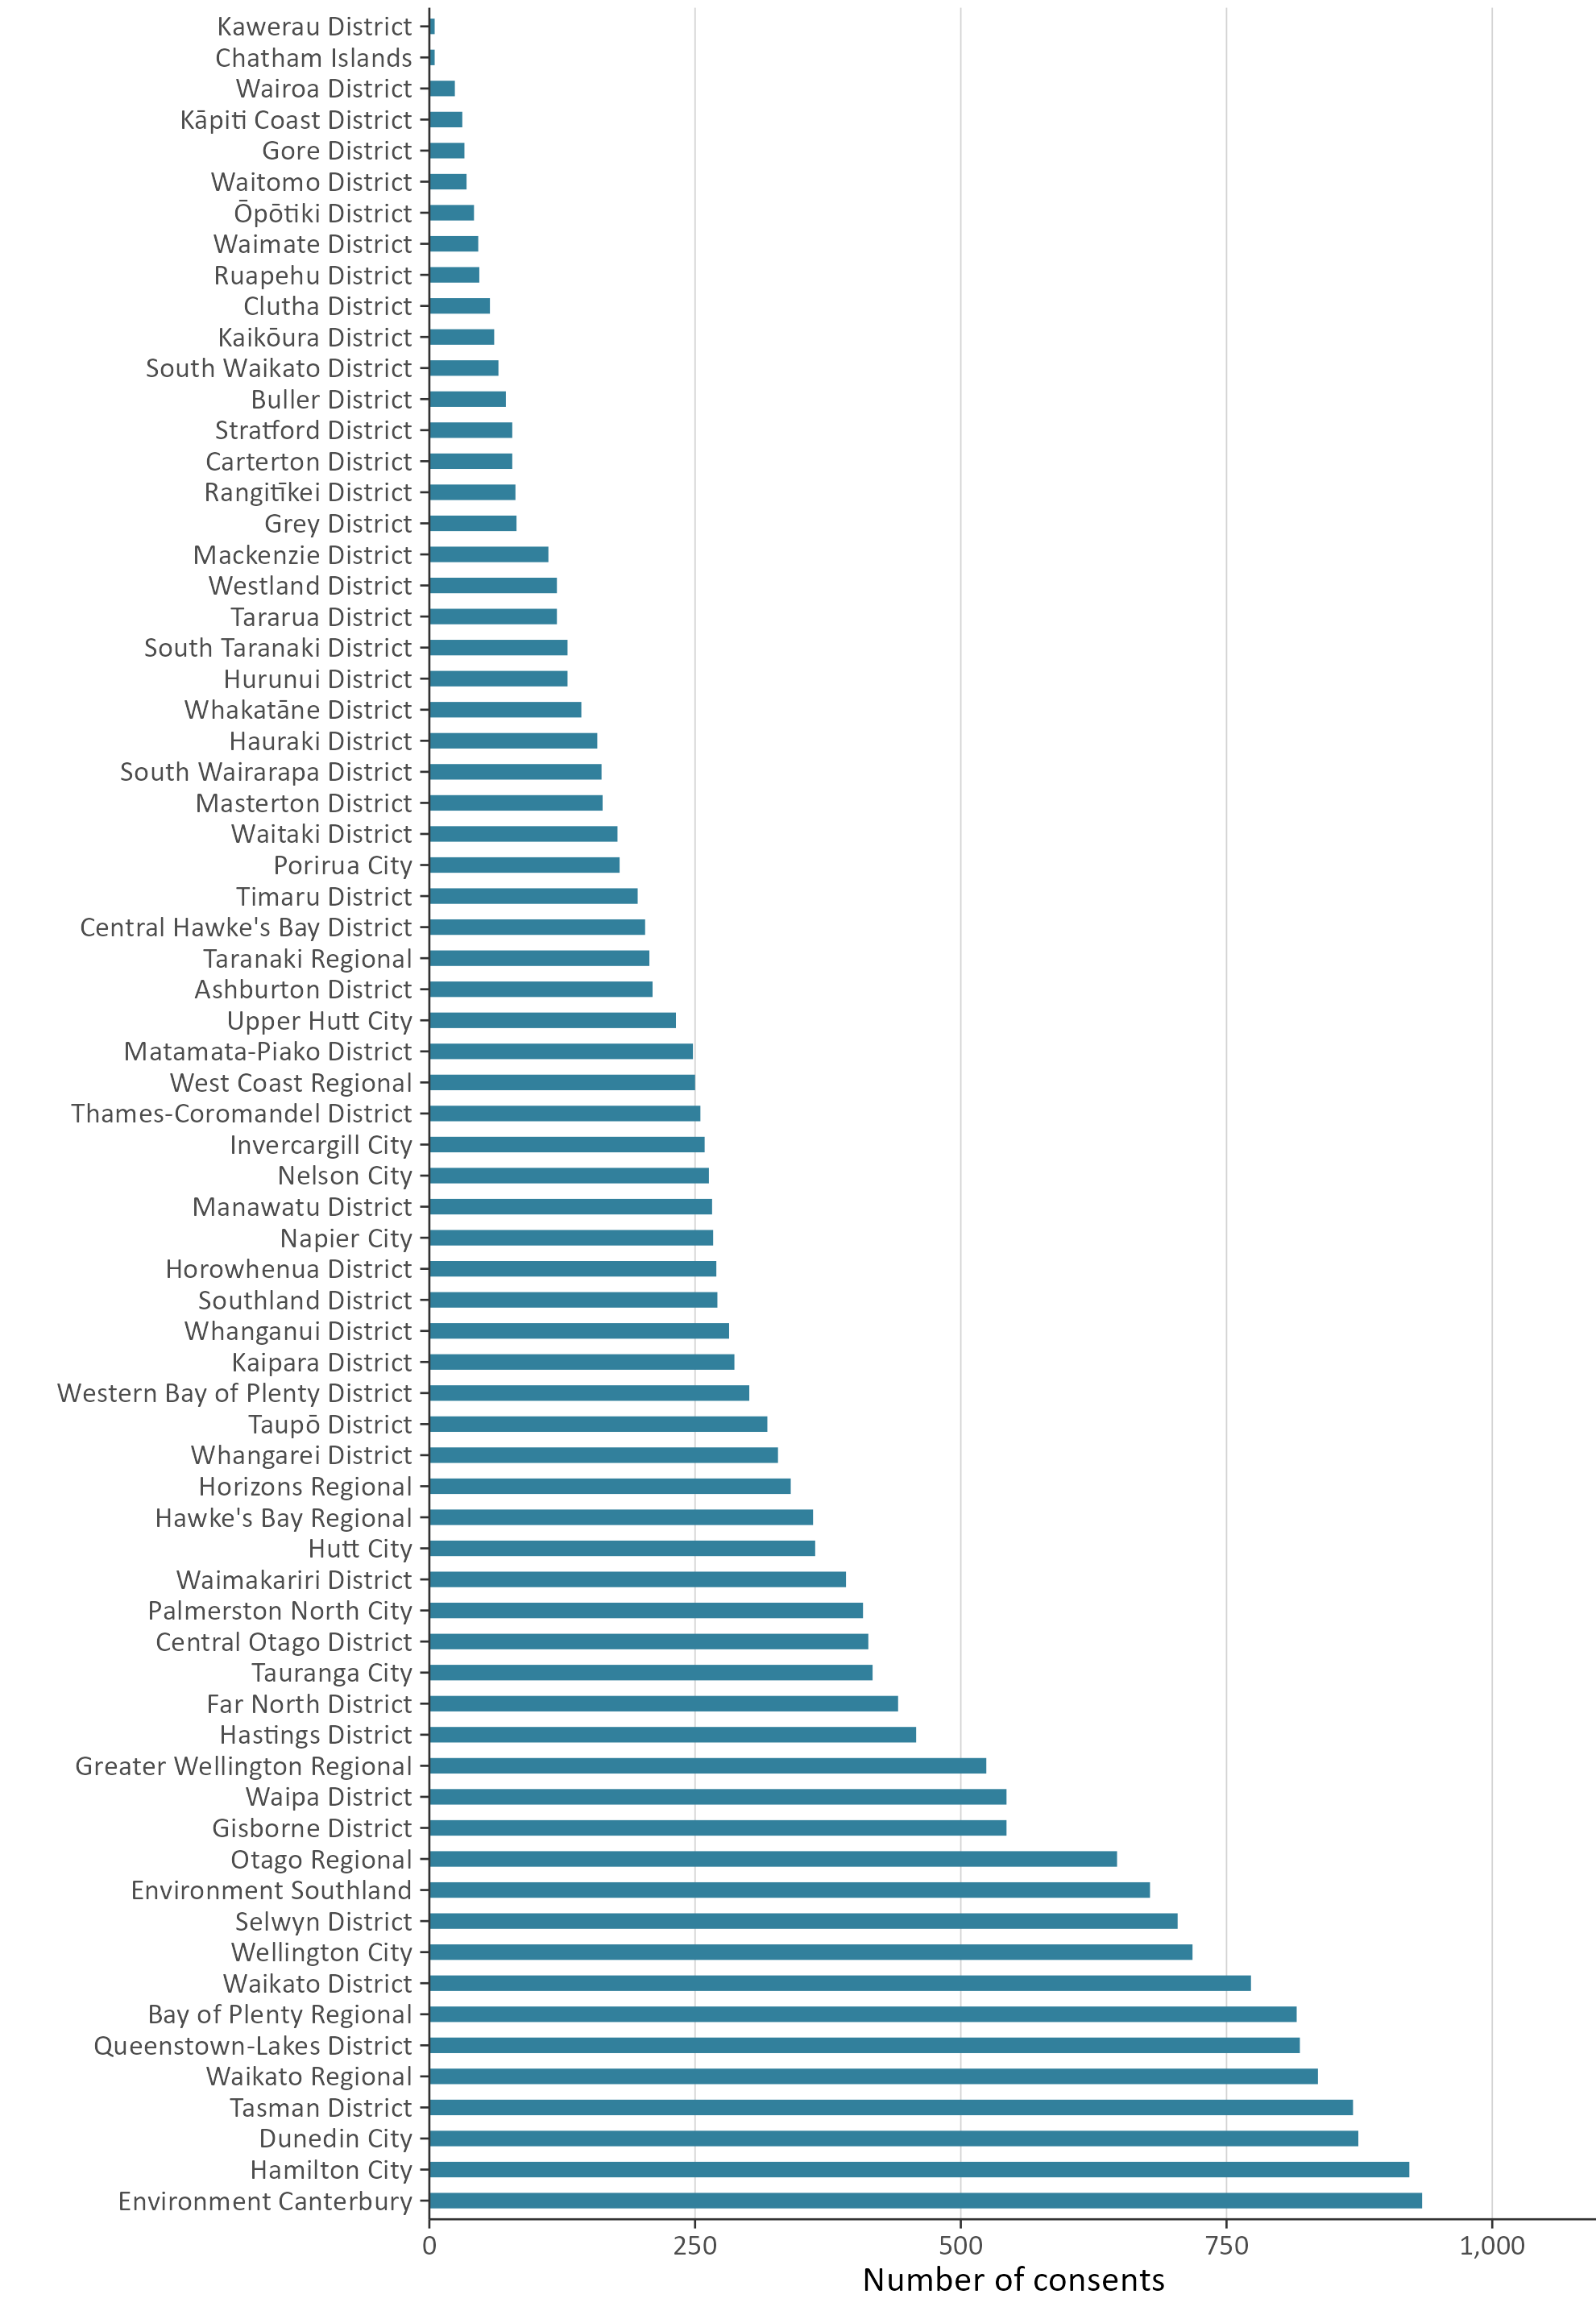 Kawerau District
Chatham Islands
Wairoa District
Kāpiti Coast District
Gore District
Waitomo District
Ōpōtiki District
Waimate District
Ruapehu District
Clutha District
Kaikōura District
South Waikato District
Buller District
Stratford District
Carterton District
Rangitīkei District
Grey District
Mackenzie District
Westland District
Tararua District
South Taranaki District
Hurunui District
Whakatāne District
Hauraki District
South Wairarapa District
Masterton District
Waitaki District
Porirua City
Timaru District
Central Hawke's Bay District
Taranaki Regional
Ashburton District
Upper Hutt City
Matamata-Piako District
West Coast Regional
Thames-Coromandel District
Invercargill City
Nelson City
Manawatu District
Napier City
Horowhenua District
Southland District
Whanganui District
Kaipara District
Western Bay of Plenty District
Taupō District
Whangarei District
Horizons Regional
Hawke's Bay Regional
Hutt City
Waimakariri District
Palmerston North City
Central Otago District
Tauranga City
Far North District
Hastings District
Greater Wellington Regional
Waipa District
Gisborne District
Otago Regional
Environment Southland
Selwyn District
Wellington City
Waikato District
Bay of Plenty Regional
Queenstown-Lakes District
Waikato Regional
Tasman District
Dunedin City
Hamilton City
Environment Canterbury
0 250 500 750 1,000
Number of consents